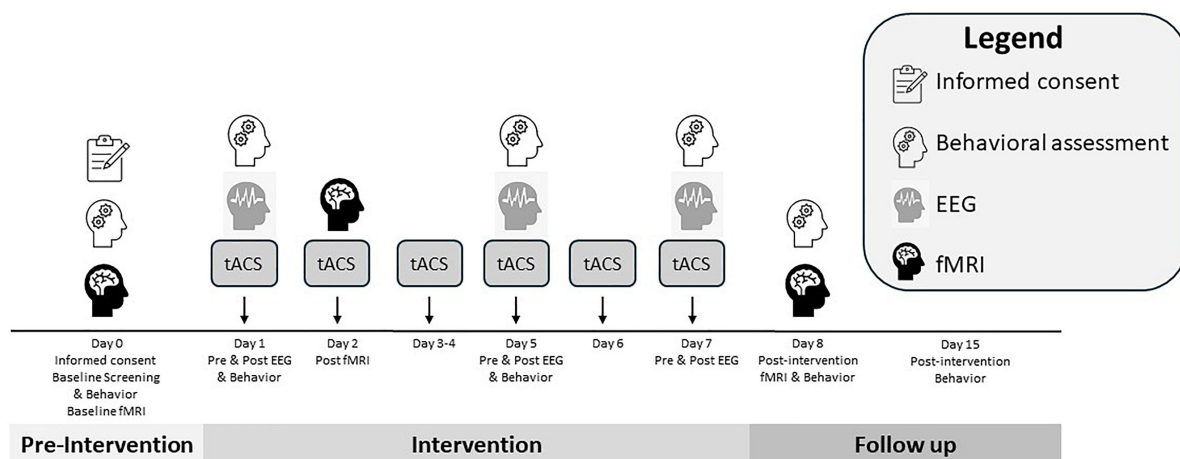 Legend
Informed consent
Behavioral assessment
EEG
fMRI
tACS
tACS
tACS
tACS
tACS
tACS
Day 0
Informed consent
Baseline Screening
& Behavior
Baseline fMRI
Day 1
Pre & Post EEG
& Behavior
Day 2
Post fMRI
Day 3-4
Day 5
Pre & Post EEG
& Behavior
Day 6
Day 7
Pre & Post EEG
Day 8
Post-intervention
fMRI & Behavior
Day 15
Post-intervention
Behavior
Pre-Intervention
Intervention
Follow up